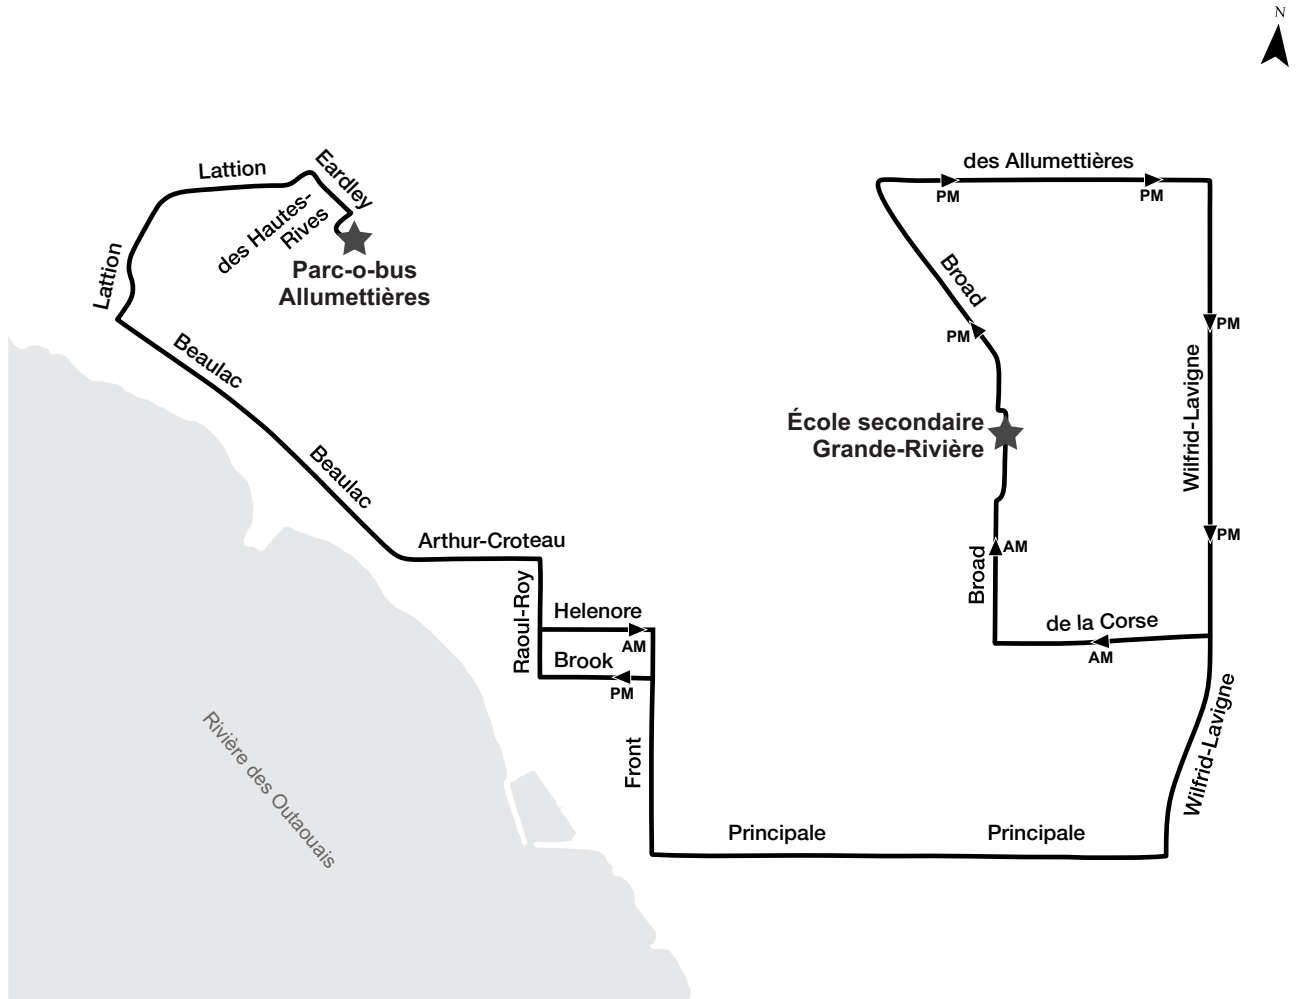 N
Lattion
Eardley
des Hautes-
Rives
Parc-o-bus
Allumettières
Lattion
Beaulac
Beaulac
Arthur-Croteau
Raoul-Roy
Helenore
AM
Brook
PM
Front
Principale
Principale
Wilfrid-Lavigne
de la Corse
AM
Broad
AM
École secondaire
Grande-Rivière
PM
Broad
des Allumettières
PM
PM
PM
Wilfrid-Lavigne
PM
Rivière des Outaouais